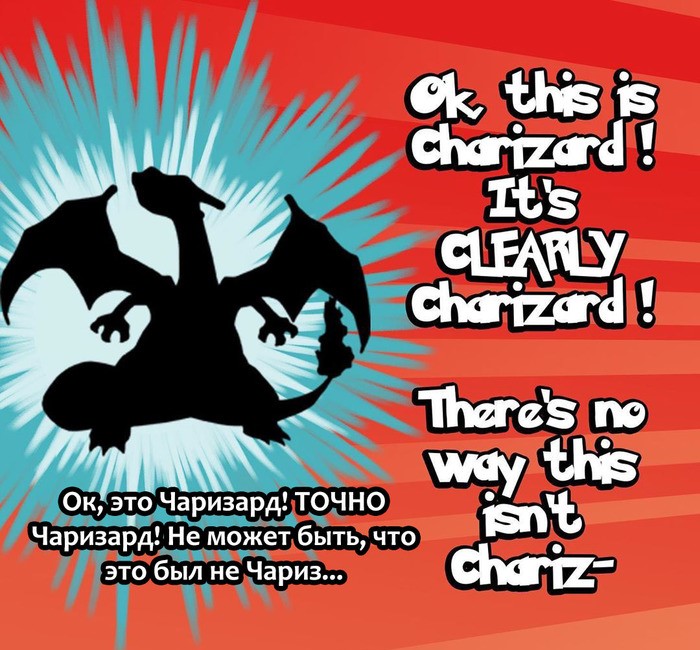 Ok, this is
Charizard!
It's
CLEARLY
Charizard!
There's no
way this
isn't
Chariz-
Ок, это Чаризард! ТОЧНО
Чаризард! Не может быть, что
это был не Чариз...